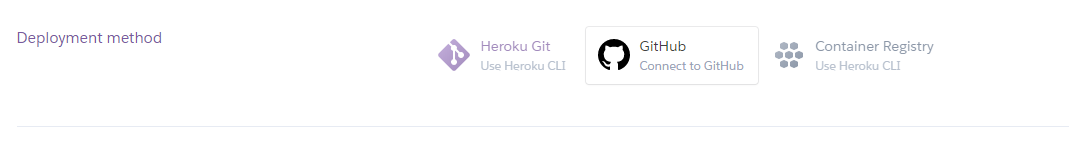 Deployment method
Heroku Git
Use Heroku CLI
GitHub
Connect to GitHub
Container Registry
Use Heroku CLI